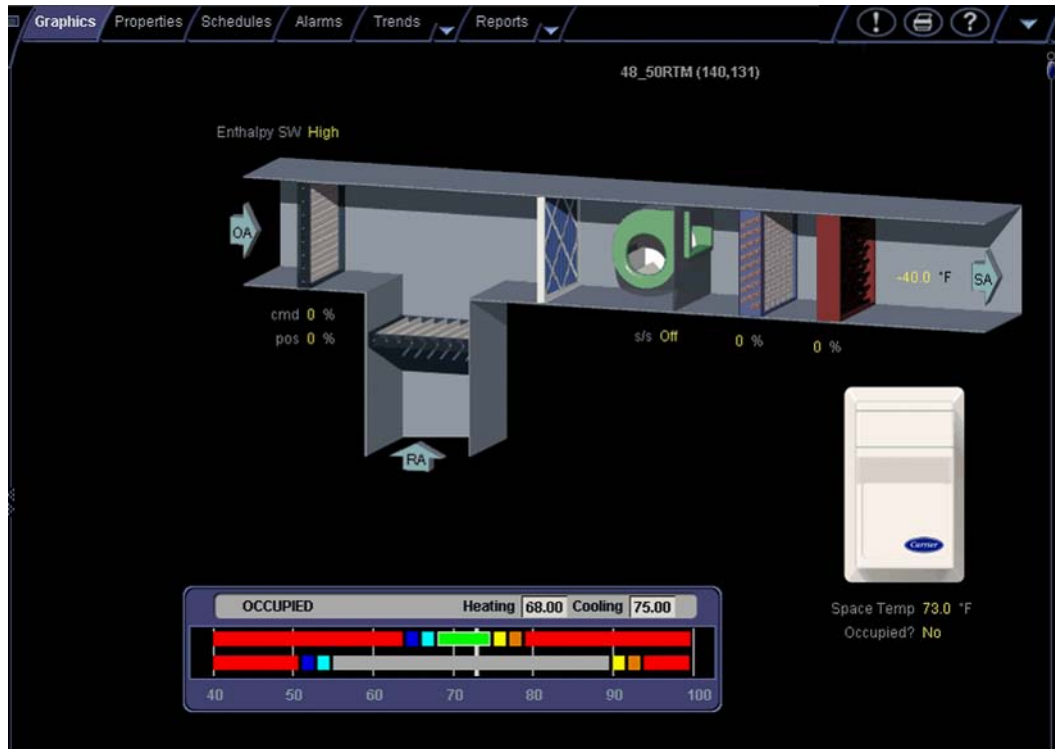 Graphics Properties Schedules Alarms Trends Reports ! ?
48_50RTM (140,131)
Enthalpy SW High
OA
-40.0 °F SA
cmd 0 %
pos 0 %
s/s Off
0 %
0 %
RA
Carrier
OCCUPIED Heating 68.00 Cooling 75.00
Space Temp 73.0 °F
Occupied? No
40 50 60 70 80 90 100